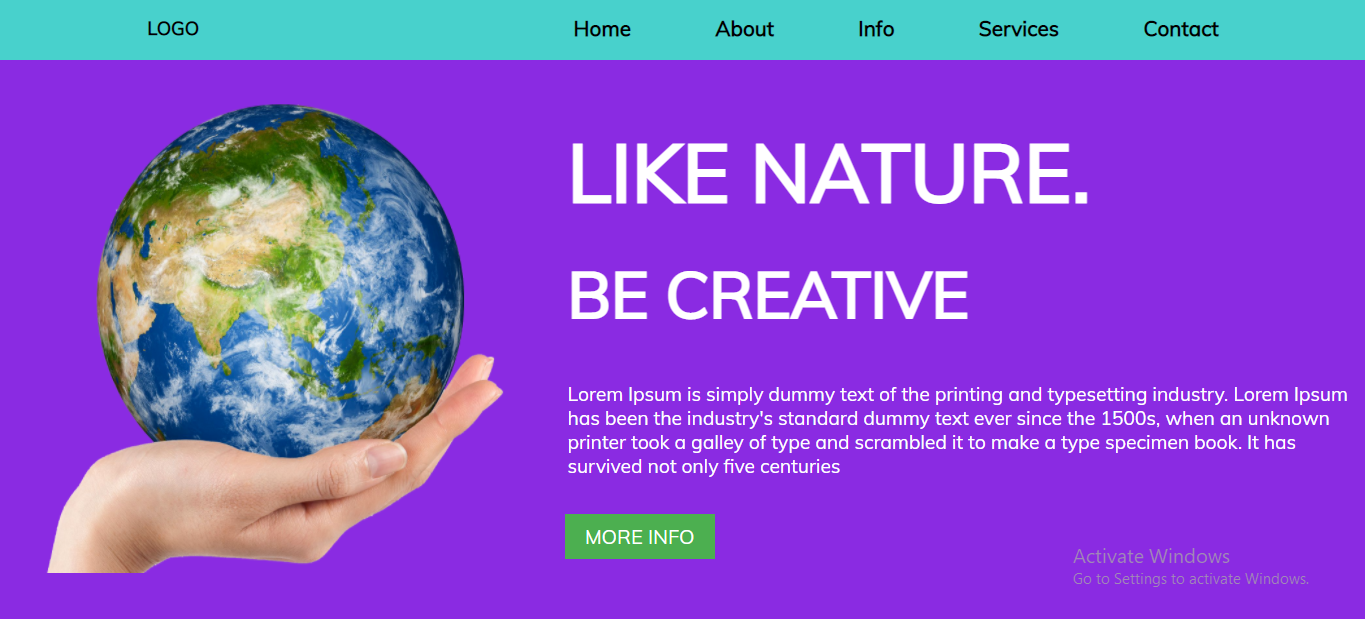 LOGO
Home About Info Services Contact
LIKE NATURE.
BE CREATIVE
Lorem Ipsum is simply dummy text of the printing and typesetting industry. Lorem Ipsum
has been the industry's standard dummy text ever since the 1500s, when an unknown
printer took a galley of type and scrambled it to make a type specimen book. It has
survived not only five centuries
MORE INFO
Activate Windows
Go to Settings to activate Windows.